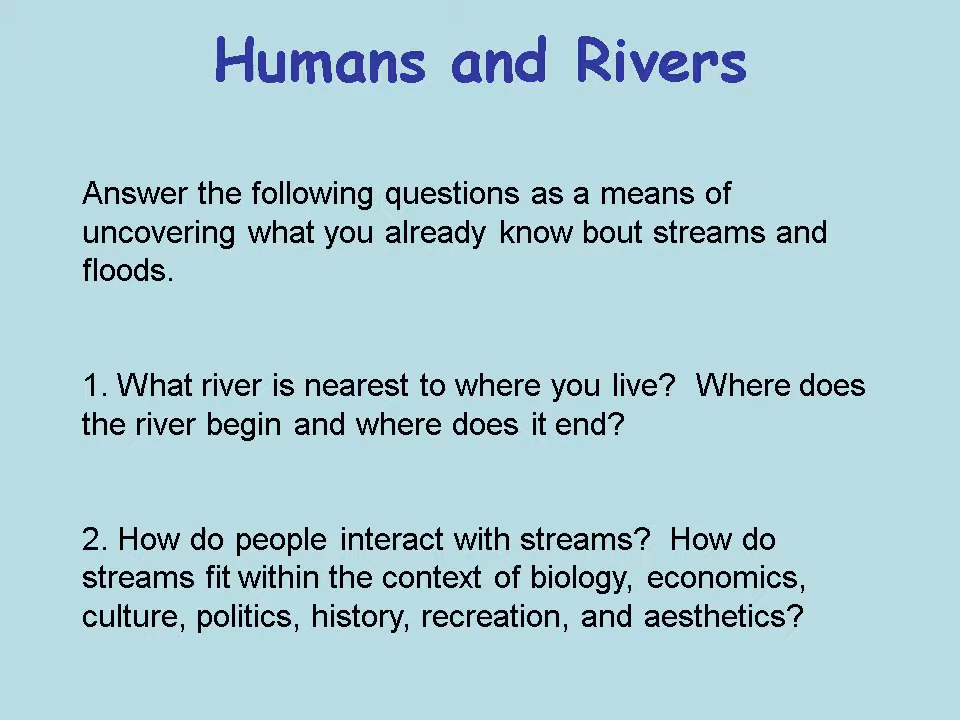 Humans and Rivers
Answer the following questions as a means of
uncovering what you already know bout streams and
floods.
1. What river is nearest to where you live?  Where does
the river begin and where does it end?
2. How do people interact with streams?  How do
streams fit within the context of biology, economics,
culture, politics, history, recreation, and aesthetics?